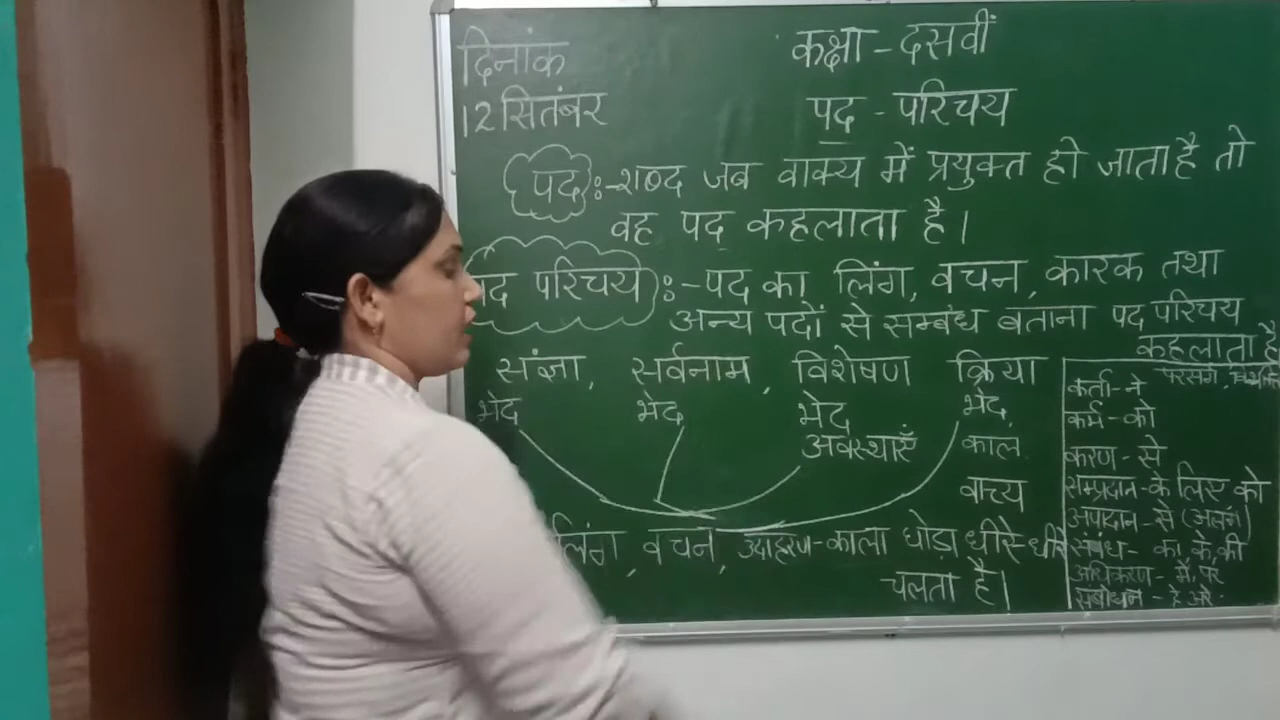 दिनांक
12 सितंबर
कक्षा - दसवीं
पद - परिचय
पद :- शब्द जब वाक्य में प्रयुक्त हो जाता है तो
वह पद कहलाता है।
पद परिचय :- पद का लिंग, वचन, कारक तथा
अन्य पदों से सम्बंध बताना पद परिचय
कहलाता है
संज्ञा, सर्वनाम, विशेषण क्रिया
भेद भेद भेद भेद,
अवस्थाएँ काल
वाच्य
लिंग, वचन, उदाहरण - काला घोड़ा धीरे-धीरे
चलता है।
परसर्ग,
कर्ता - ने
कर्म - को
करण - से
सम्प्रदान - के लिए को
अपादान - से (अलग)
संबंध - का, के, की
अधिकरण - में, पर
संबोधन - हे अरे